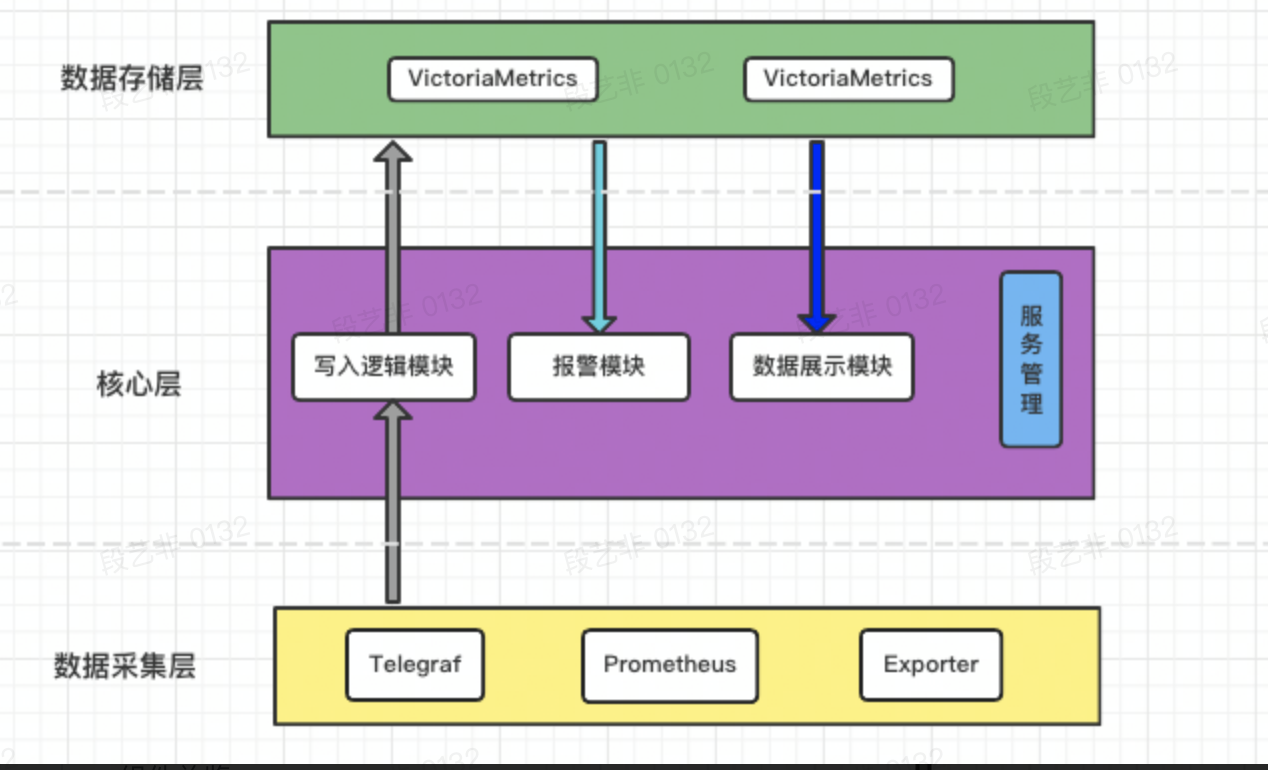 数据存储层
VictoriaMetrics
VictoriaMetrics
核心层
写入逻辑模块
报警模块
数据展示模块
服务管理
数据采集层
Telegraf
Prometheus
Exporter
段艺非 0132
段艺非 0132
段艺非 0132
段艺非 0132
段艺非 0132
段艺非 0132
段艺非 0132
段艺非 0132